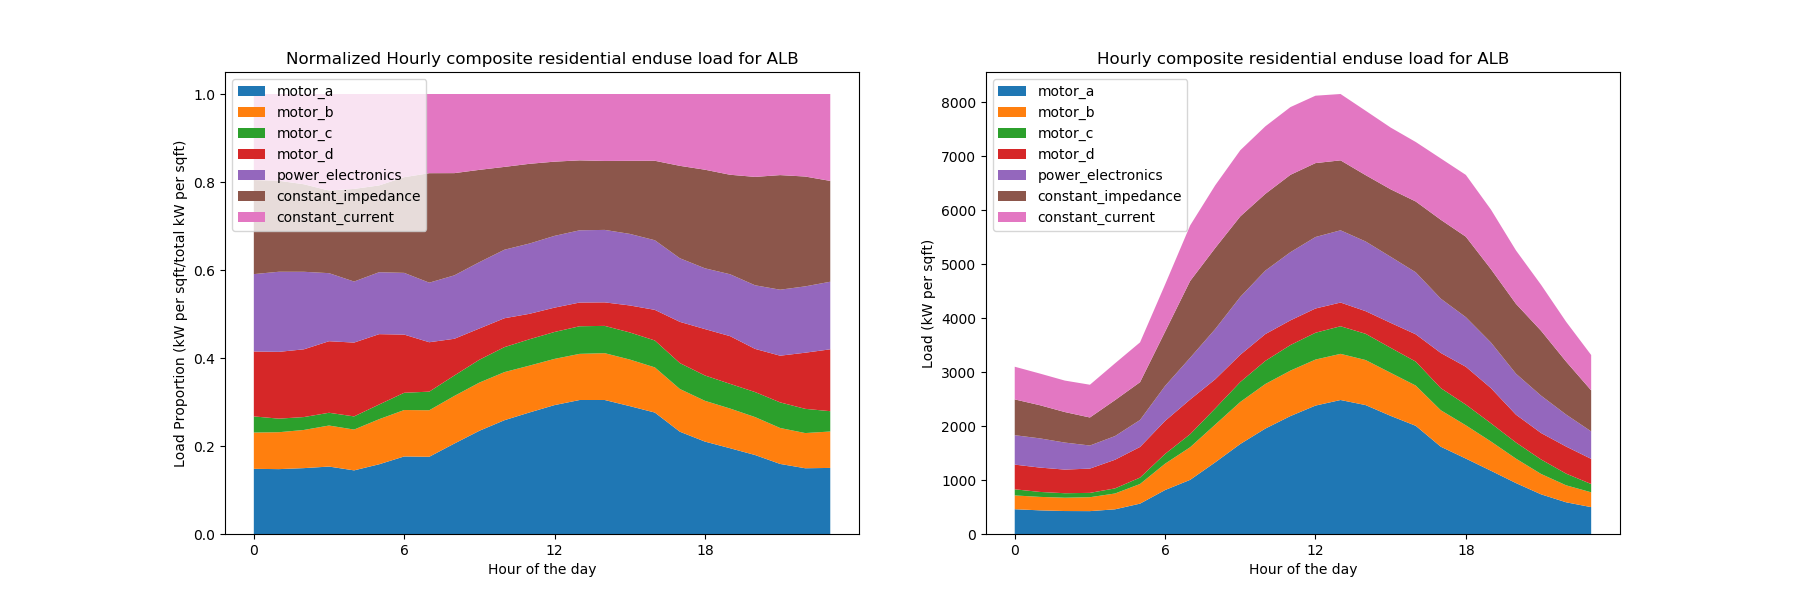 Normalized Hourly composite residential enduse load for ALB
Load Proportion (kW per sqft/total kW per sqft)
1.0
0.8
0.6
0.4
0.2
0.0
motor_a
motor_b
motor_c
motor_d
power_electronics
constant_impedance
constant_current
0 6 12 18
Hour of the day
Hourly composite residential enduse load for ALB
Load (kW per sqft)
8000
7000
6000
5000
4000
3000
2000
1000
0
motor_a
motor_b
motor_c
motor_d
power_electronics
constant_impedance
constant_current
0 6 12 18
Hour of the day